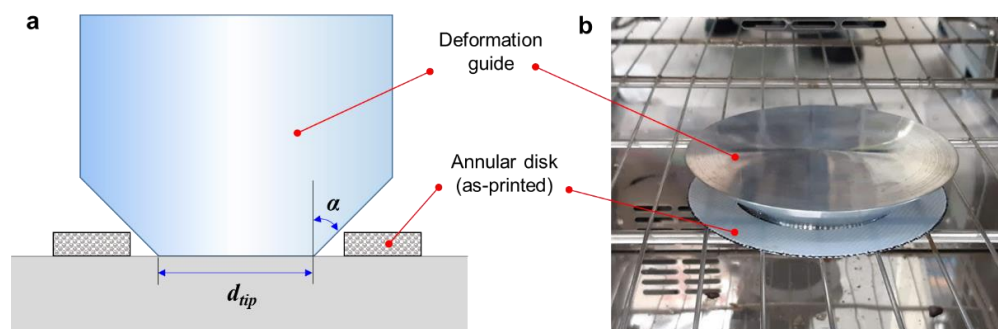 a
Deformation
guide
Annular disk
(as-printed)
α
d_tip
b